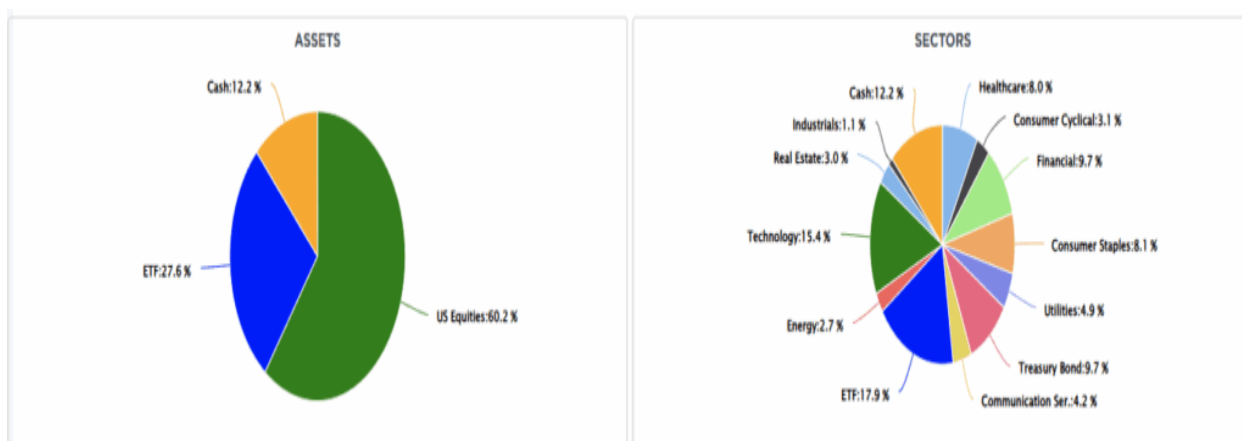 ASSETS
Cash:12.2 %
ETF:27.6 %
US Equities:60.2 %
SECTORS
Cash:12.2 %
Healthcare:8.0 %
Industrials:1.1 %
Consumer Cyclical:3.1 %
Real Estate:3.0 %
Financial:9.7 %
Technology:15.4 %
Consumer Staples:8.1 %
Energy:2.7 %
Utilities:4.9 %
ETF:17.9 %
Treasury Bond:9.7 %
Communication Ser.:4.2 %